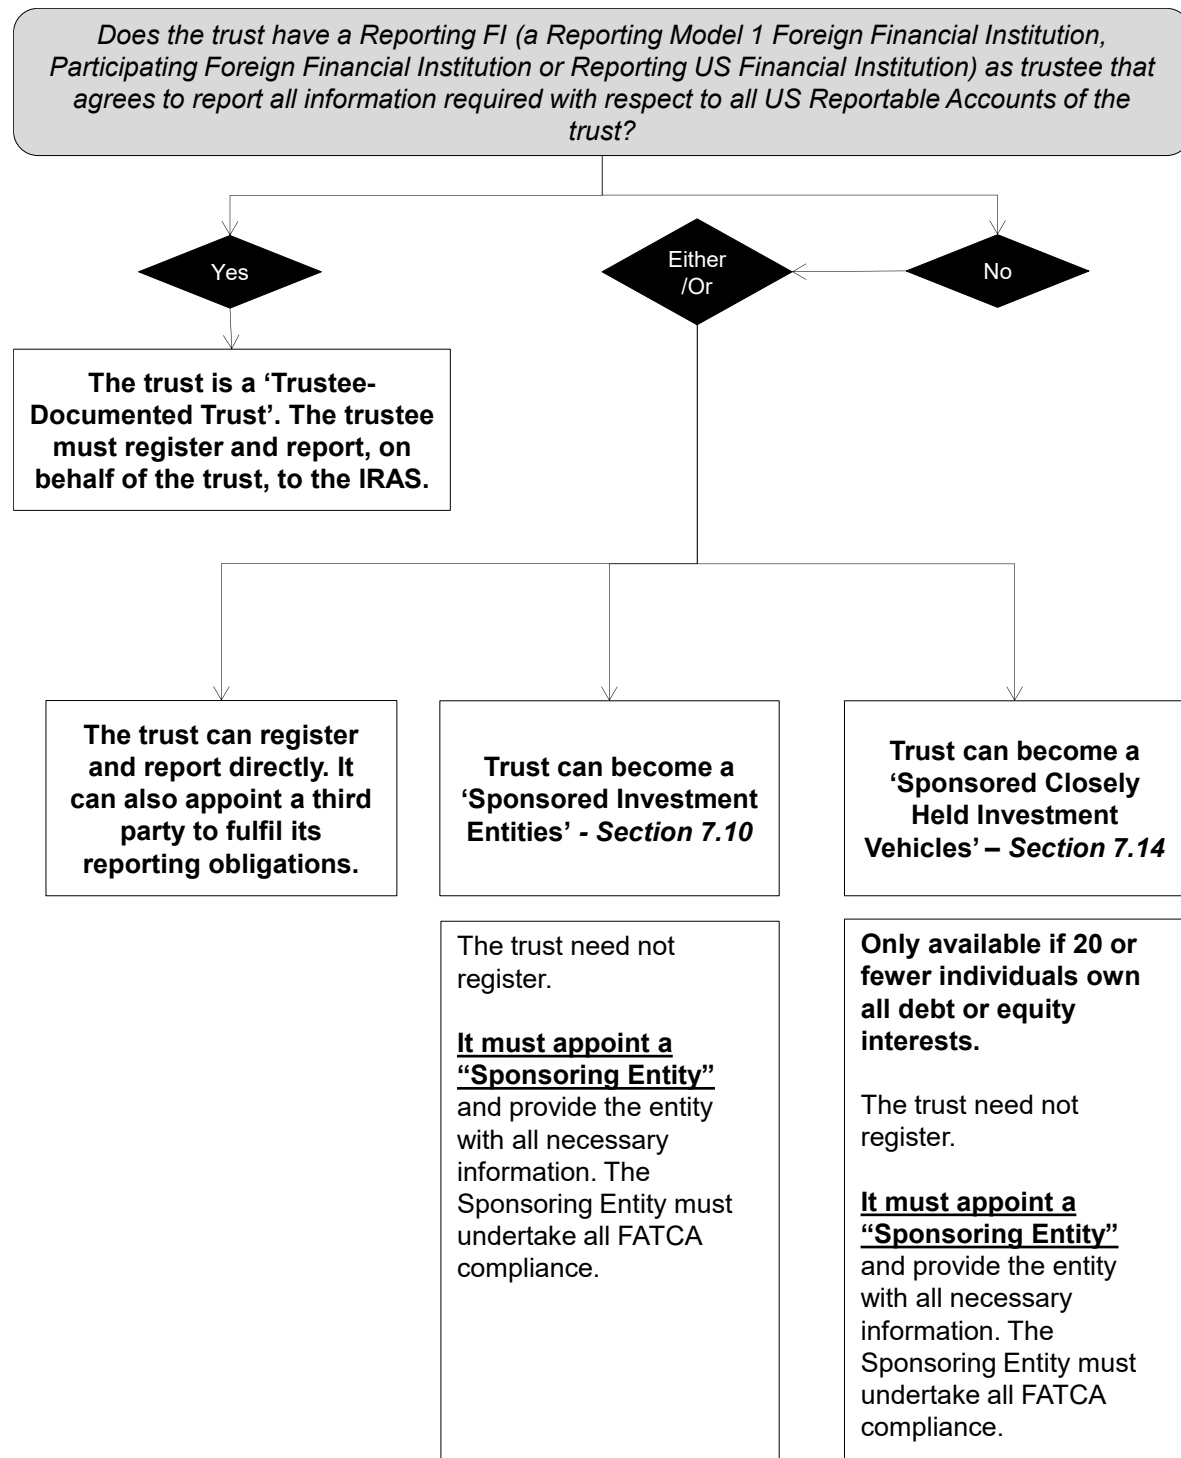 Does the trust have a Reporting FI (a Reporting Model 1 Foreign Financial Institution,
Participating Foreign Financial Institution or Reporting US Financial Institution) as trustee that
agrees to report all information required with respect to all US Reportable Accounts of the
trust?
Yes
Either
/Or
No
The trust is a ‘Trustee-
Documented Trust’. The trustee
must register and report, on
behalf of the trust, to the IRAS.
The trust can register
and report directly. It
can also appoint a third
party to fulfil its
reporting obligations.
Trust can become a
‘Sponsored Investment
Entities’ - Section 7.10
Trust can become a
‘Sponsored Closely
Held Investment
Vehicles’ – Section 7.14
The trust need not
register.
It must appoint a
“Sponsoring Entity”
and provide the entity
with all necessary
information. The
Sponsoring Entity must
undertake all FATCA
compliance.
Only available if 20 or
fewer individuals own
all debt or equity
interests.
The trust need not
register.
It must appoint a
“Sponsoring Entity”
and provide the entity
with all necessary
information. The
Sponsoring Entity must
undertake all FATCA
compliance.